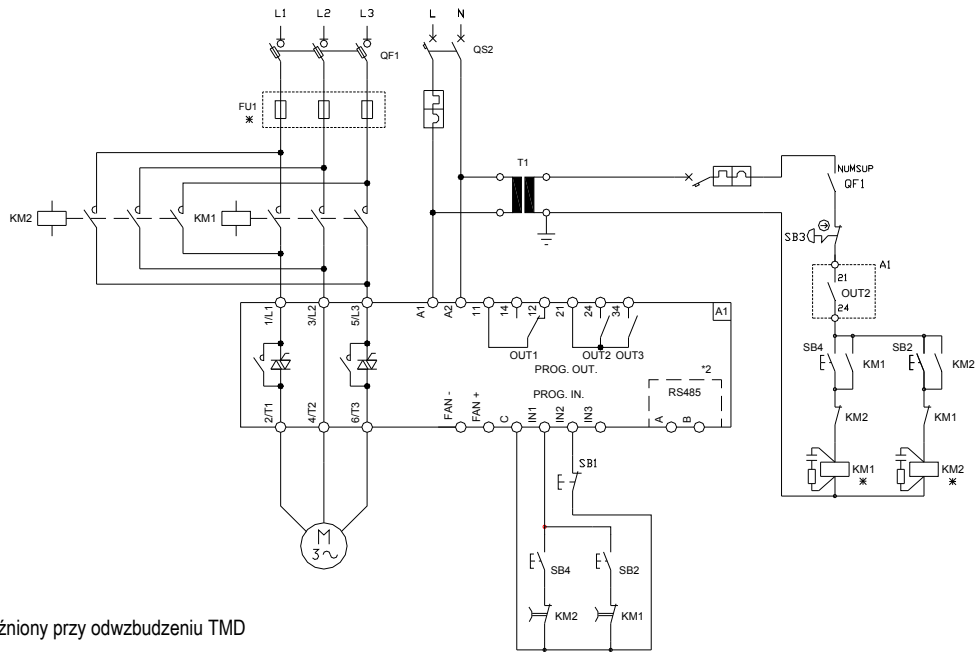 L1 L2 L3 L N
QF1 QS2
FU1
*
T1
NUMSUP
QF1
KM2 KM1
SB3
A1
21
OUT2
24
1/L1 3/L2 5/L3 A1 A2 11 14 12 21 24 34 A1
OUT1 OUT2 OUT3
PROG. OUT.
*2
PROG. IN. RS485
2/T1 4/T2 6/T3 FAN - FAN + C IN1 IN2 IN3 A B
SB4 KM1 SB2 KM2
KM2 KM1
KM1 KM2
* *
SB1
M
3~
SB4 SB2
KM2 KM1
źniony przy odwzbudzeniu TMD